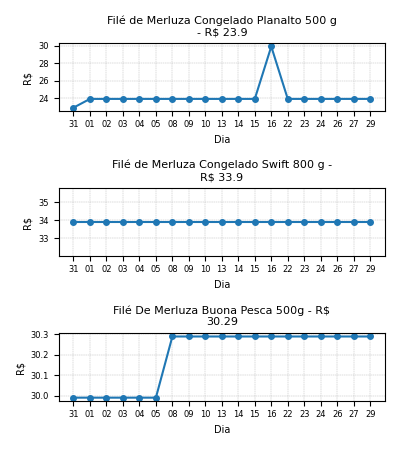 Filé de Merluza Congelado Planalto 500 g
- R$ 23.9
30
28
26
24
R$
31 01 02 03 04 05 08 09 10 13 14 15 16 22 23 24 26 27 29
Dia
Filé de Merluza Congelado Swift 800 g -
R$ 33.9
35
34
33
R$
31 01 02 03 04 05 08 09 10 13 14 15 16 22 23 24 26 27 29
Dia
Filé De Merluza Buona Pesca 500g - R$
30.29
30.3
30.2
30.1
30.0
R$
31 01 02 03 04 05 08 09 10 13 14 15 16 22 23 24 26 27 29
Dia